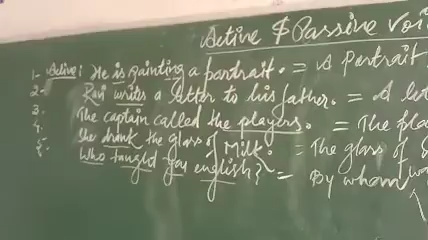 Active & Passive Voi
1- Active: He is painting a portrait. = A Portrait
2- Ravi writes a letter to his father. = A let
3. The captain called the players. = The pla
4. She drank the glass of Milk. = The glass of
5. Who taught you english? = By whom wa